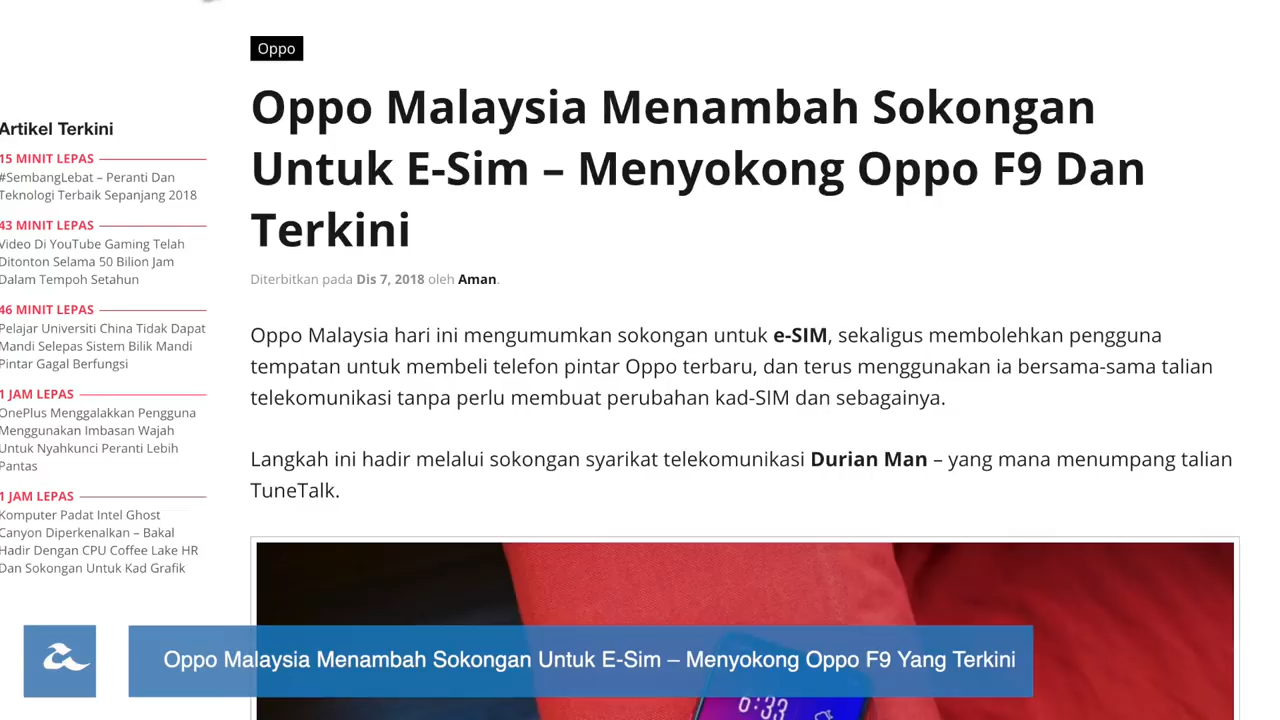 Oppo
Oppo Malaysia Menambah Sokongan
Untuk E-Sim – Menyokong Oppo F9 Dan
Terkini
Diterbitkan pada Dis 7, 2018 oleh Aman.
Artikel Terkini
15 MINIT LEPAS
#SembangLebat – Peranti Dan
Teknologi Terbaik Sepanjang 2018
43 MINIT LEPAS
Video Di YouTube Gaming Telah
Ditonton Selama 50 Bilion Jam
Dalam Tempoh Setahun
46 MINIT LEPAS
Pelajar Universiti China Tidak Dapat
Mandi Selepas Sistem Bilik Mandi
Pintar Gagal Berfungsi
1 JAM LEPAS
OnePlus Menggalakkan Pengguna
Menggunakan Imbasan Wajah
Untuk Nyahkunci Peranti Lebih
Pantas
1 JAM LEPAS
Komputer Padat Intel Ghost
Canyon Diperkenalkan – Bakal
Hadir Dengan CPU Coffee Lake HR
Dan Sokongan Untuk Kad Grafik
Oppo Malaysia hari ini mengumumkan sokongan untuk e-SIM, sekaligus membolehkan pengguna
tempatan untuk membeli telefon pintar Oppo terbaru, dan terus menggunakan ia bersama-sama talian
telekomunikasi tanpa perlu membuat perubahan kad-SIM dan sebagainya.
Langkah ini hadir melalui sokongan syarikat telekomunikasi Durian Man – yang mana menumpang talian
TuneTalk.
Oppo Malaysia Menambah Sokongan Untuk E-Sim – Menyokong Oppo F9 Yang Terkini
6:33